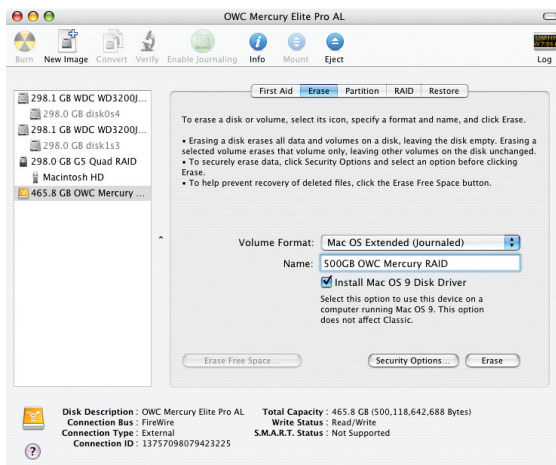 OWC Mercury Elite Pro AL
Burn New Image Convert Verify Enable Journaling Info Mount Eject Log
298.1 GB WDC WD3200J...
298.0 GB disk0s4
298.1 GB WDC WD3200J...
298.0 GB disk1s3
298.0 GB G5 Quad RAID
Macintosh HD
465.8 GB OWC Mercury ...
First Aid Erase Partition RAID Restore
To erase a disk or volume, select its icon, specify a format and name, and click Erase.
• Erasing a disk erases all data and volumes on a disk, leaving the disk empty. Erasing a
selected volume erases that volume only, leaving other volumes on the disk unchanged.
• To securely erase data, click Security Options and select an option before clicking
Erase.
• To help prevent recovery of deleted files, click the Erase Free Space button.
Volume Format: Mac OS Extended (Journaled)
Name: 500GB OWC Mercury RAID
Install Mac OS 9 Disk Driver
Select this option to use this device on a
computer running Mac OS 9. This option
does not affect Classic.
Erase Free Space... Security Options... Erase
Disk Description : OWC Mercury Elite Pro AL Total Capacity : 465.8 GB (500,118,642,688 Bytes)
Connection Bus : FireWire Write Status : Read/Write
Connection Type : External S.M.A.R.T. Status : Not Supported
Connection ID : 13757098079423225
?